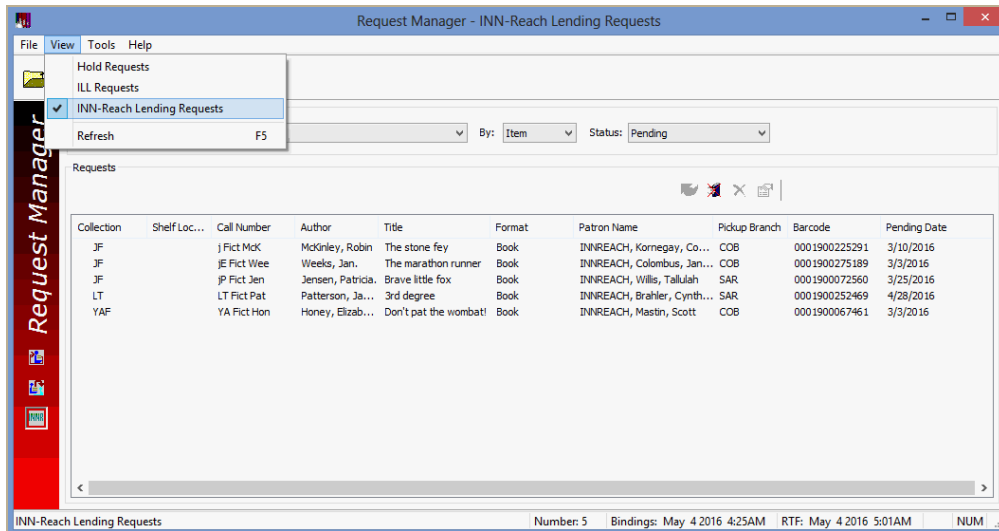 Request Manager - INN-Reach Lending Requests
File View Tools Help
Hold Requests
ILL Requests
INN-Reach Lending Requests
Refresh F5
By: Item Status: Pending
Request Manager
Requests
Collection Shelf Loc... Call Number Author Title Format Patron Name Pickup Branch Barcode Pending Date
JF j Fict McK McKinley, Robin The stone fey Book INNREACH, Kornegay, Co... COB 0001900225291 3/10/2016
JF jE Fict Wee Weeks, Jan. The marathon runner Book INNREACH, Colombus, Jan... COB 0001900275189 3/3/2016
JF jP Fict Jen Jensen, Patricia. Brave little fox Book INNREACH, Willis, Tallulah SAR 0001900072560 3/25/2016
LT LT Fict Pat Patterson, Ja... 3rd degree Book INNREACH, Brahler, Cynth... SAR 0001900252469 4/28/2016
YAF YA Fict Hon Honey, Elizab... Don't pat the wombat! Book INNREACH, Mastin, Scott COB 0001900067461 3/3/2016
INNR
INN-Reach Lending Requests Number: 5 Bindings: May 4 2016 4:25AM RTF: May 4 2016 5:01AM NUM